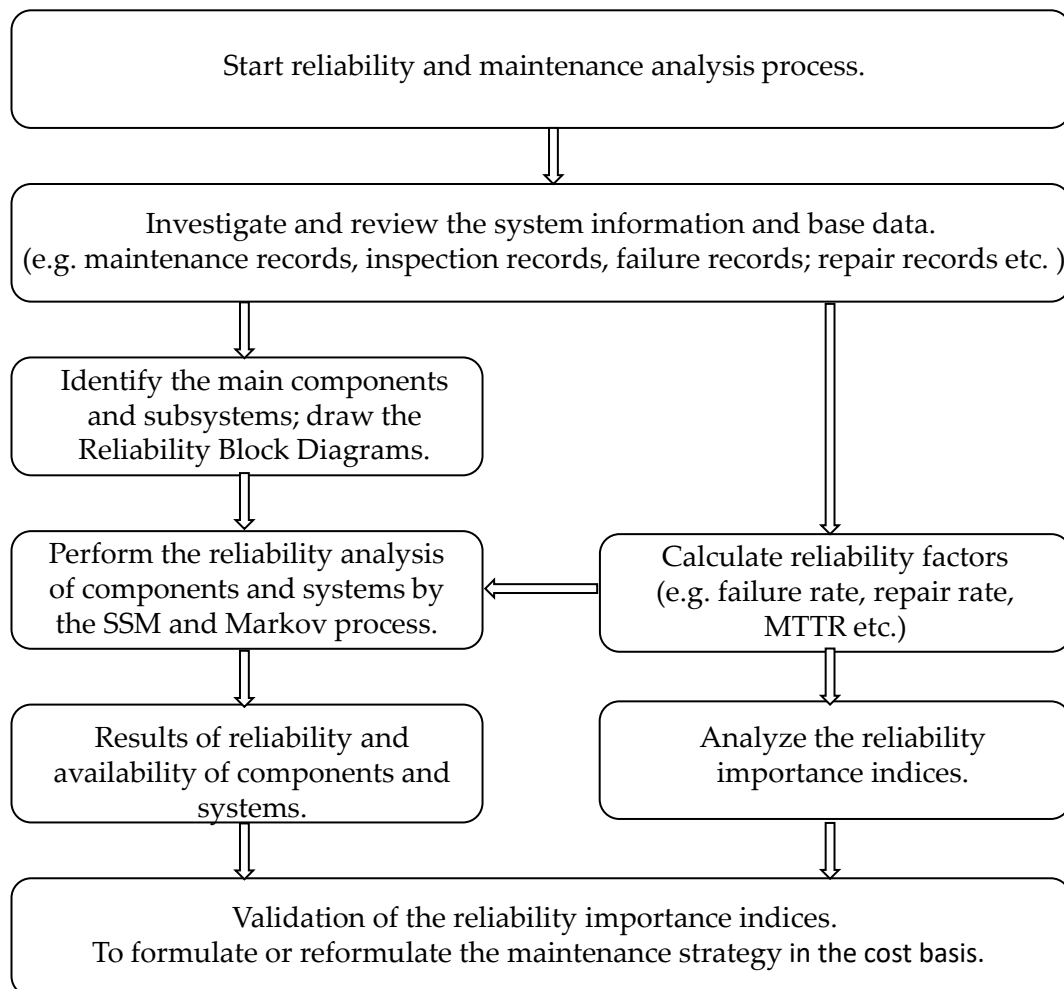 Start reliability and maintenance analysis process.
Investigate and review the system information and base data.
(e.g. maintenance records, inspection records, failure records; repair records etc. )
Identify the main components
and subsystems; draw the
Reliability Block Diagrams.
Perform the reliability analysis
of components and systems by
the SSM and Markov process.
Calculate reliability factors
(e.g. failure rate, repair rate,
MTTR etc.)
Results of reliability and
availability of components and
systems.
Analyze the reliability
importance indices.
Validation of the reliability importance indices.
To formulate or reformulate the maintenance strategy in the cost basis.